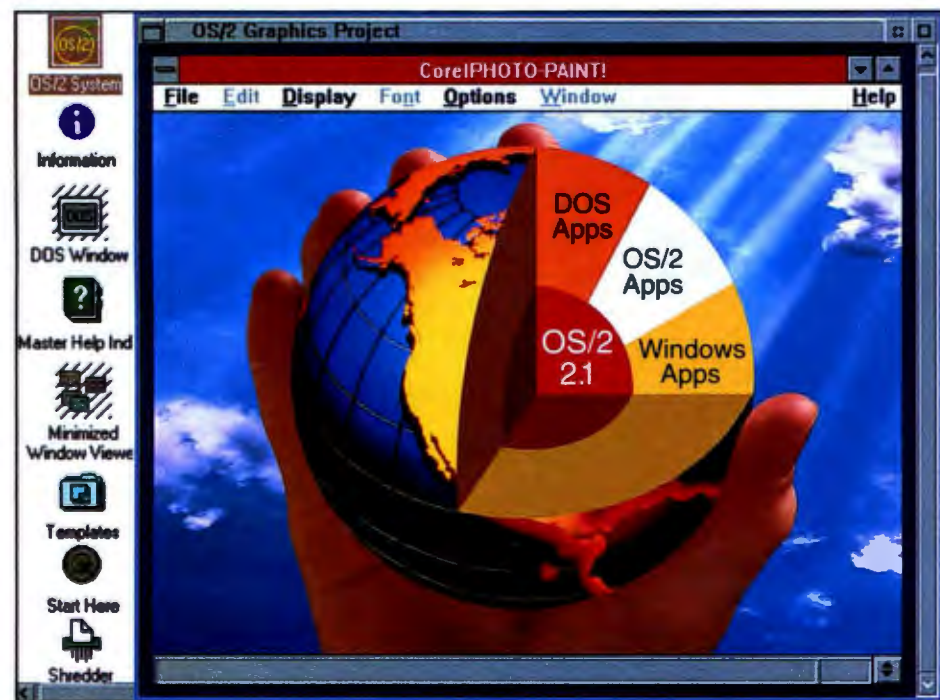 OS/2
OS/2 System
i
Information
DOS
DOS Window
?
Master Help Ind
Minimized
Window Viewe
Templates
Start Here
Shredder
OS/2 Graphics Project
CorelPHOTO-PAINT!
File Edit Display Font Options Window Help
DOS
Apps
OS/2
Apps
OS/2
2.1
Windows
Apps